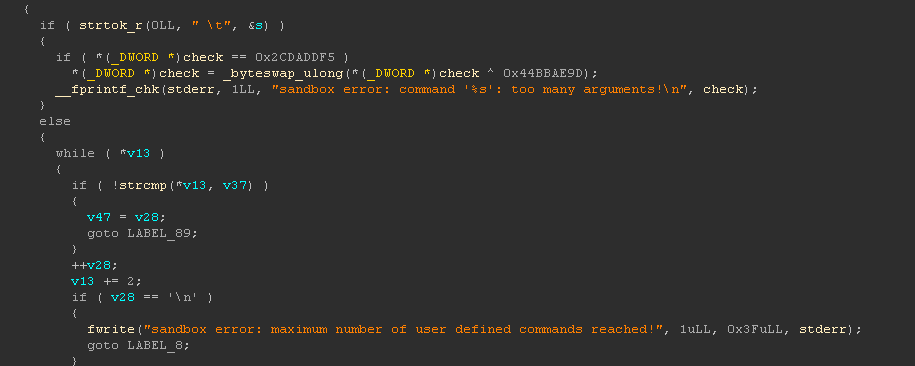 {
if ( strtok_r(0LL, " \t", &s) )
{
if ( *(_DWORD *)check == 0x2CDADDF5 )
*(_DWORD *)check = _byteswap_ulong(*(_DWORD *)check ^ 0x44BBAE9D);
__fprintf_chk(stderr, 1LL, "sandbox error: command '%s': too many arguments!\n", check);
}
else
{
while ( *v13 )
{
if ( !strcmp(*v13, v37) )
{
v47 = v28;
goto LABEL_89;
}
++v28;
v13 += 2;
if ( v28 == '\n' )
{
fwrite("sandbox error: maximum number of user defined commands reached!", 1uLL, 0x3FuLL, stderr);
goto LABEL_8;
}